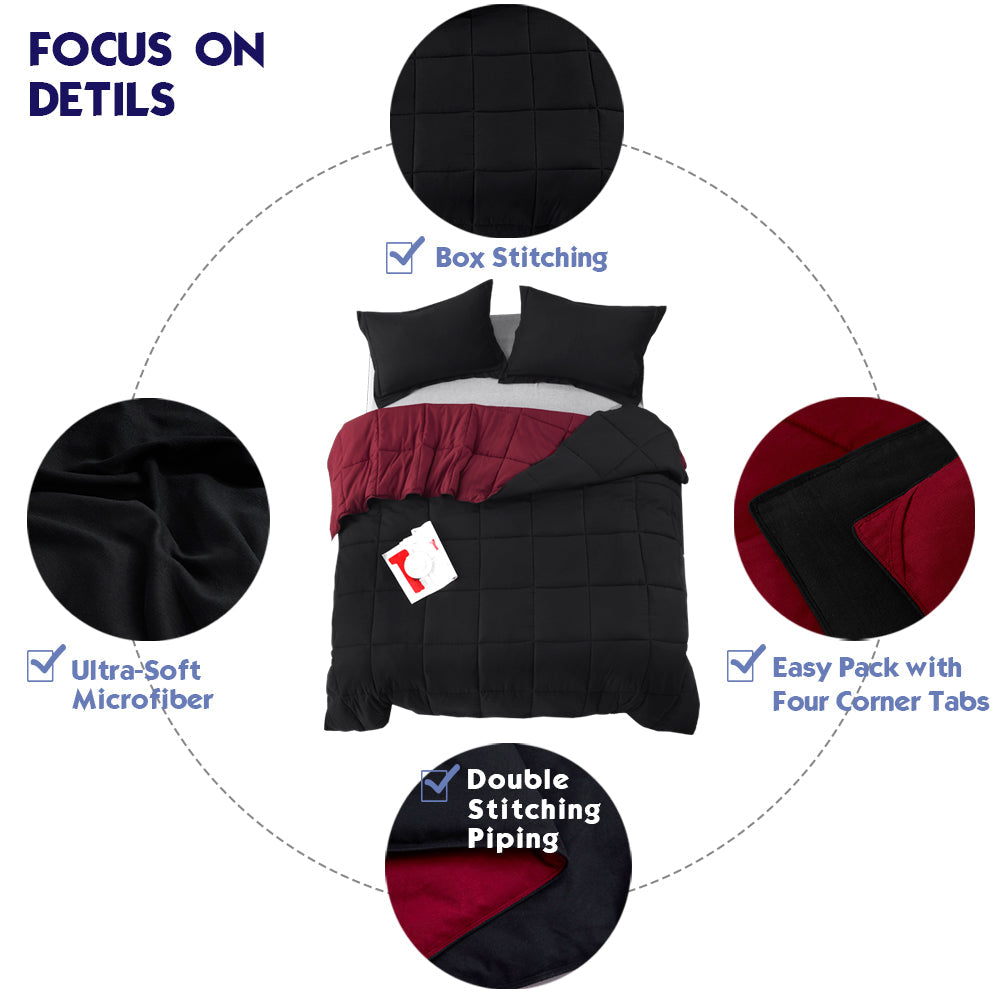 FOCUS ON
DETILS
Box Stitching
Ultra-Soft
Microfiber
Easy Pack with
Four Corner Tabs
Double
Stitching
Piping